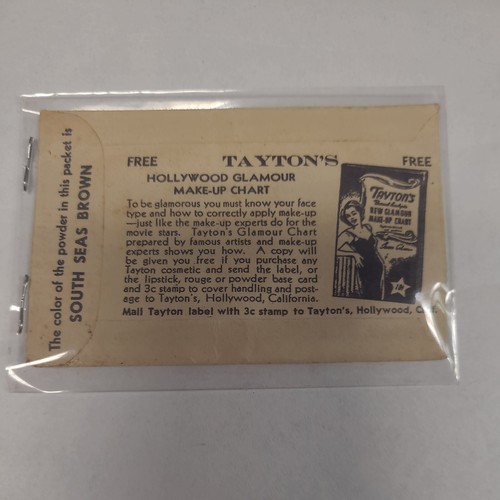 The color of the powder in this packet is
SOUTH SEAS BROWN
FREE TAYTON'S FREE
HOLLYWOOD GLAMOUR
MAKE-UP CHART
To be glamorous you must know your face
type and how to correctly apply make-up
—just like the make-up experts do for the
movie stars. Tayton's Glamour Chart
prepared by famous artists and make-up
experts shows you how. A copy will
be given you free if you purchase any
Tayton cosmetic and send the label, or
the lipstick, rouge or powder base card
and 3c stamp to cover handling and post-
age to Tayton's, Hollywood, California.
Mail Tayton label with 3c stamp to Tayton's, Hollywood,
TAYTON'S
NEW GLAMOUR
MAKE-UP CHART